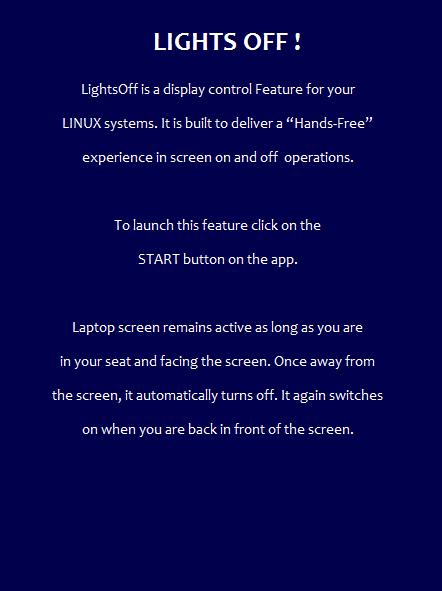 LIGHTS OFF !
LightsOff is a display control Feature for your
LINUX systems. It is built to deliver a “Hands-Free”
experience in screen on and off  operations.
To launch this feature click on the
START button on the app.
Laptop screen remains active as long as you are
in your seat and facing the screen. Once away from
the screen, it automatically turns off. It again switches
on when you are back in front of the screen.